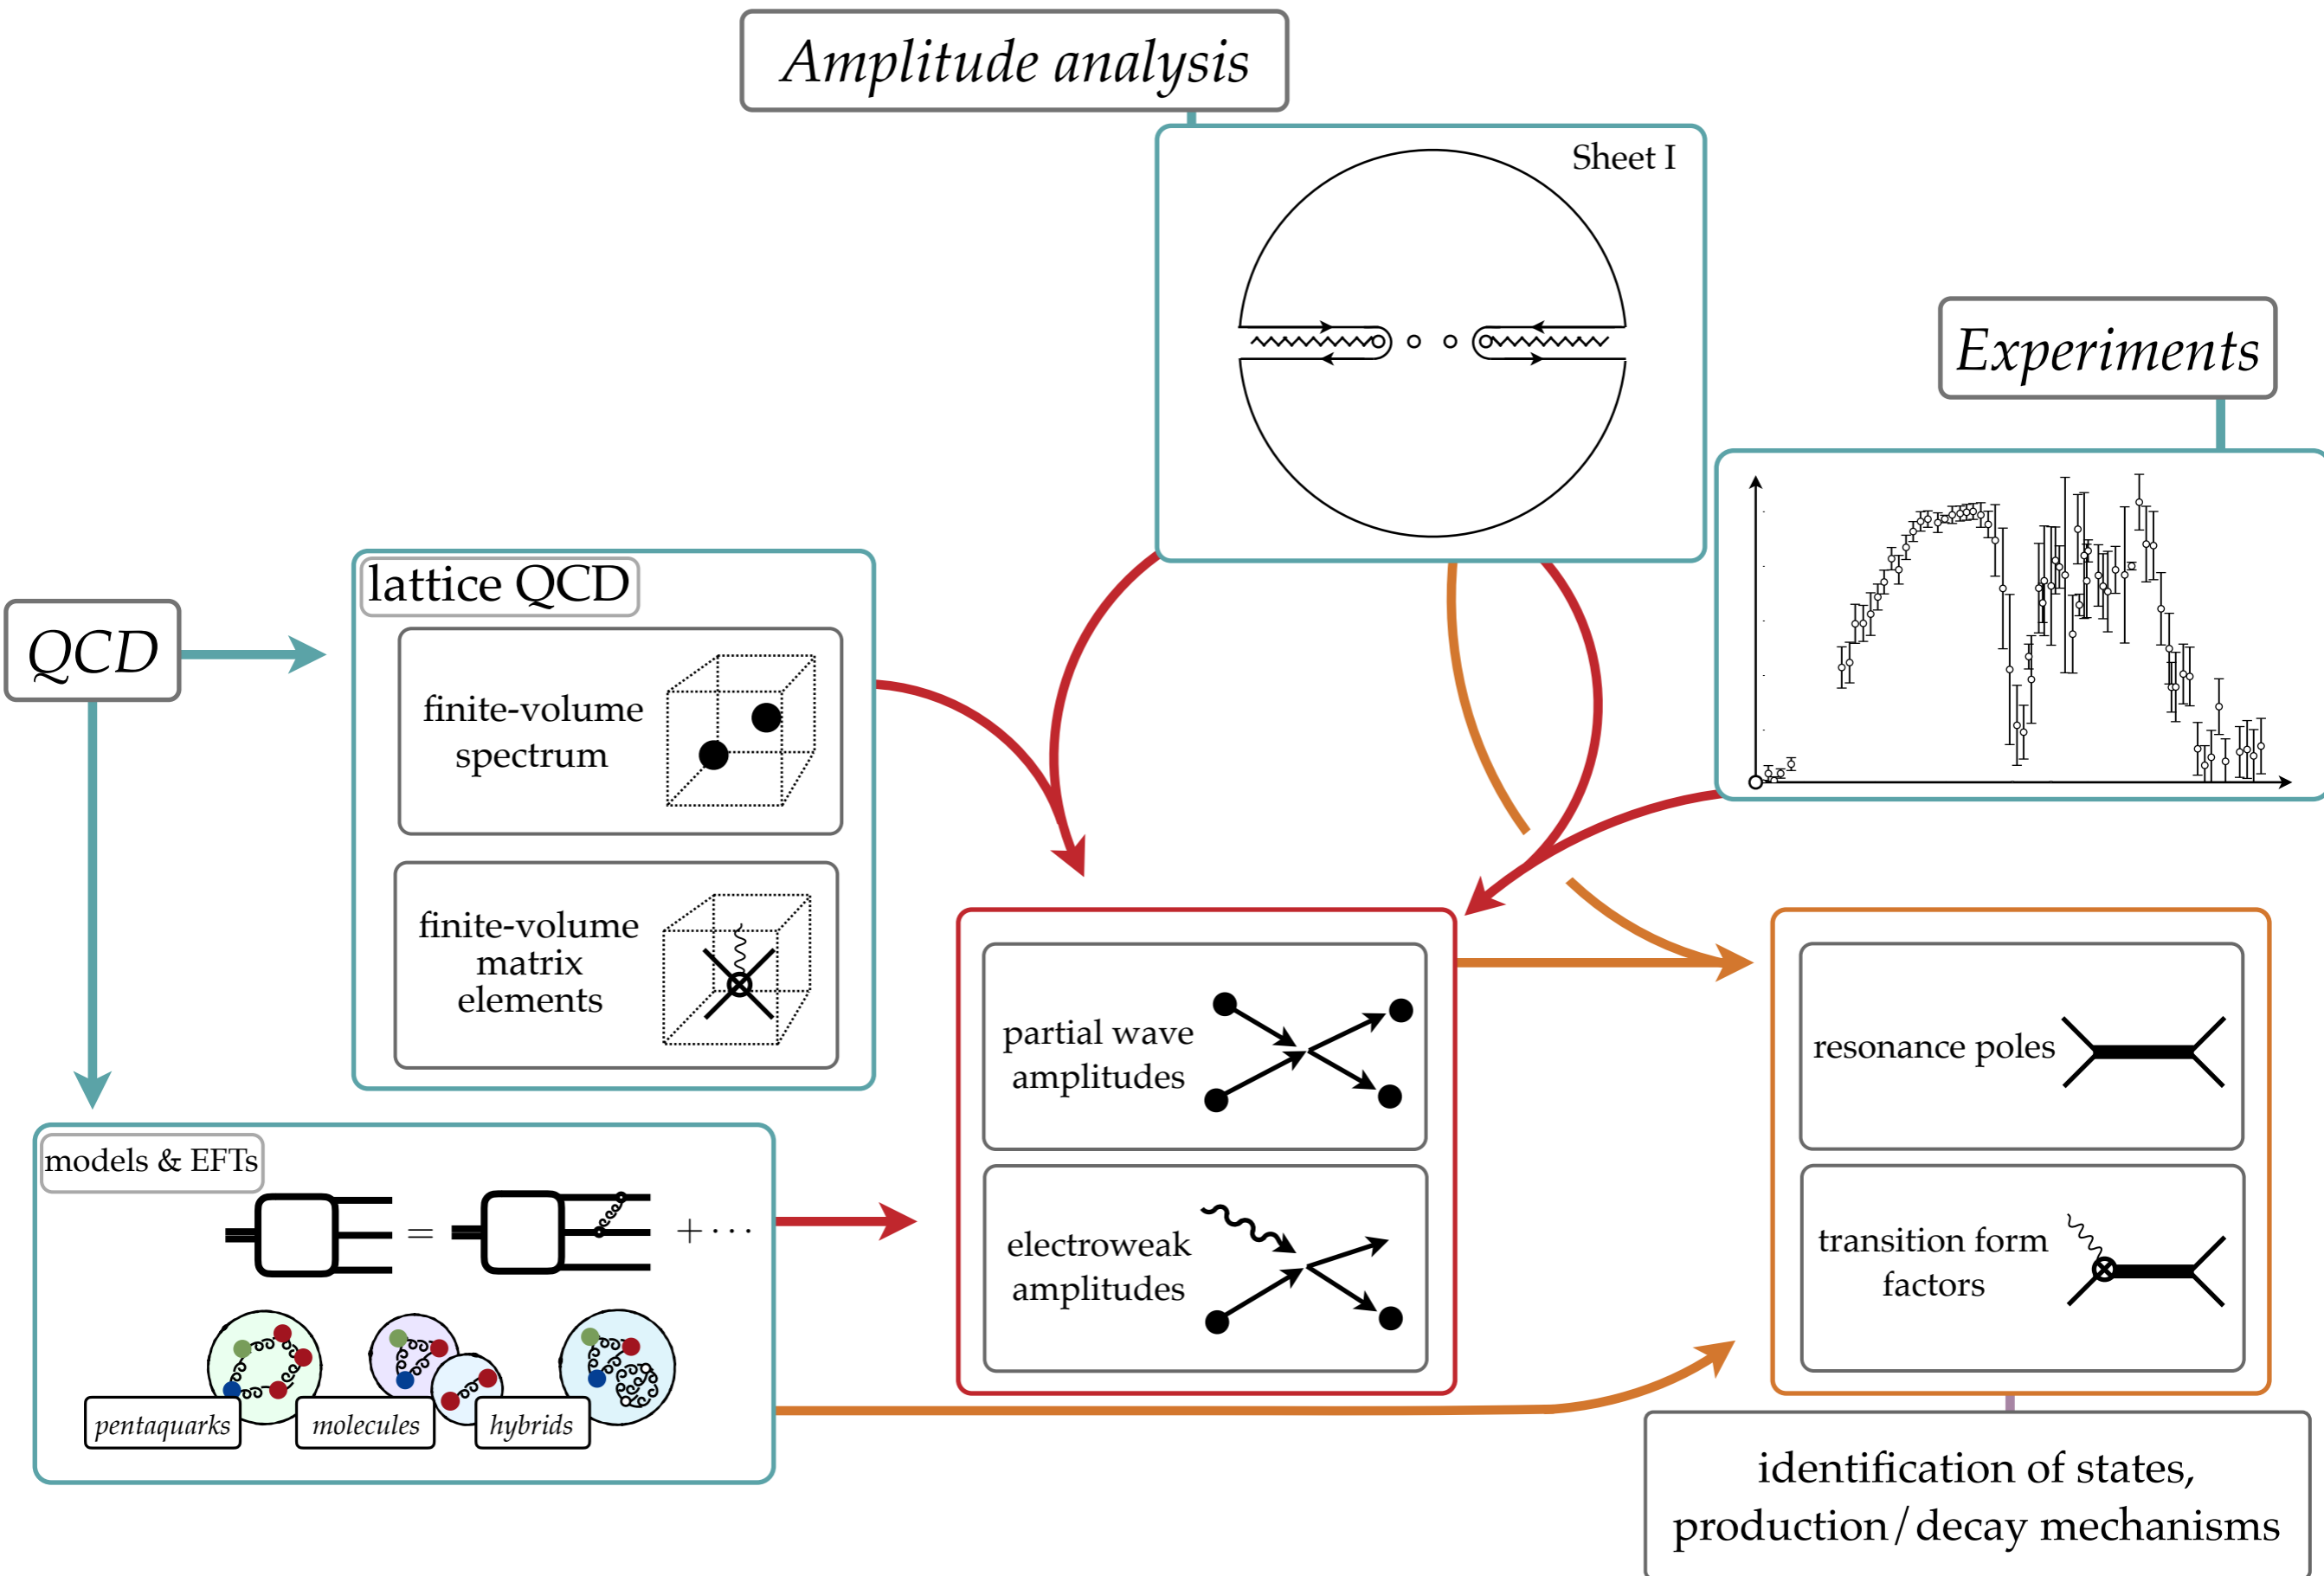 Amplitude analysis
Sheet I
Experiments
QCD
lattice QCD
finite-volume
spectrum
finite-volume
matrix
elements
models & EFTs
= + ···
pentaquarks
molecules
hybrids
partial wave
amplitudes
electroweak
amplitudes
resonance poles
transition form
factors
identification of states,
production/decay mechanisms